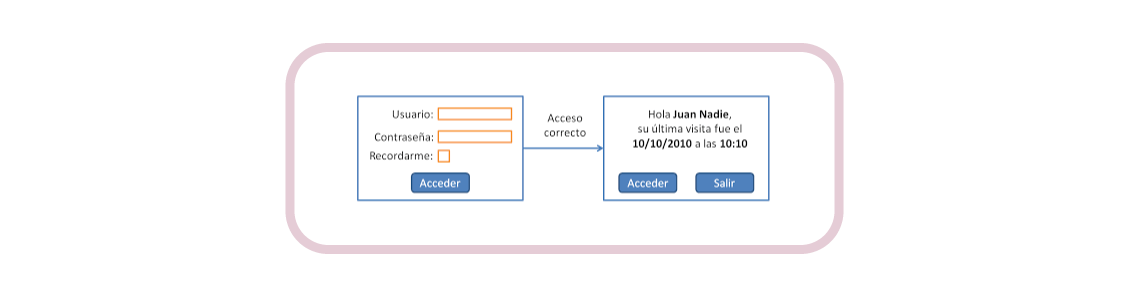 Usuario:
Contraseña:
Recordarme:
Acceder
Acceso
correcto
Hola Juan Nadie,
su última visita fue el
10/10/2010 a las 10:10
Acceder
Salir